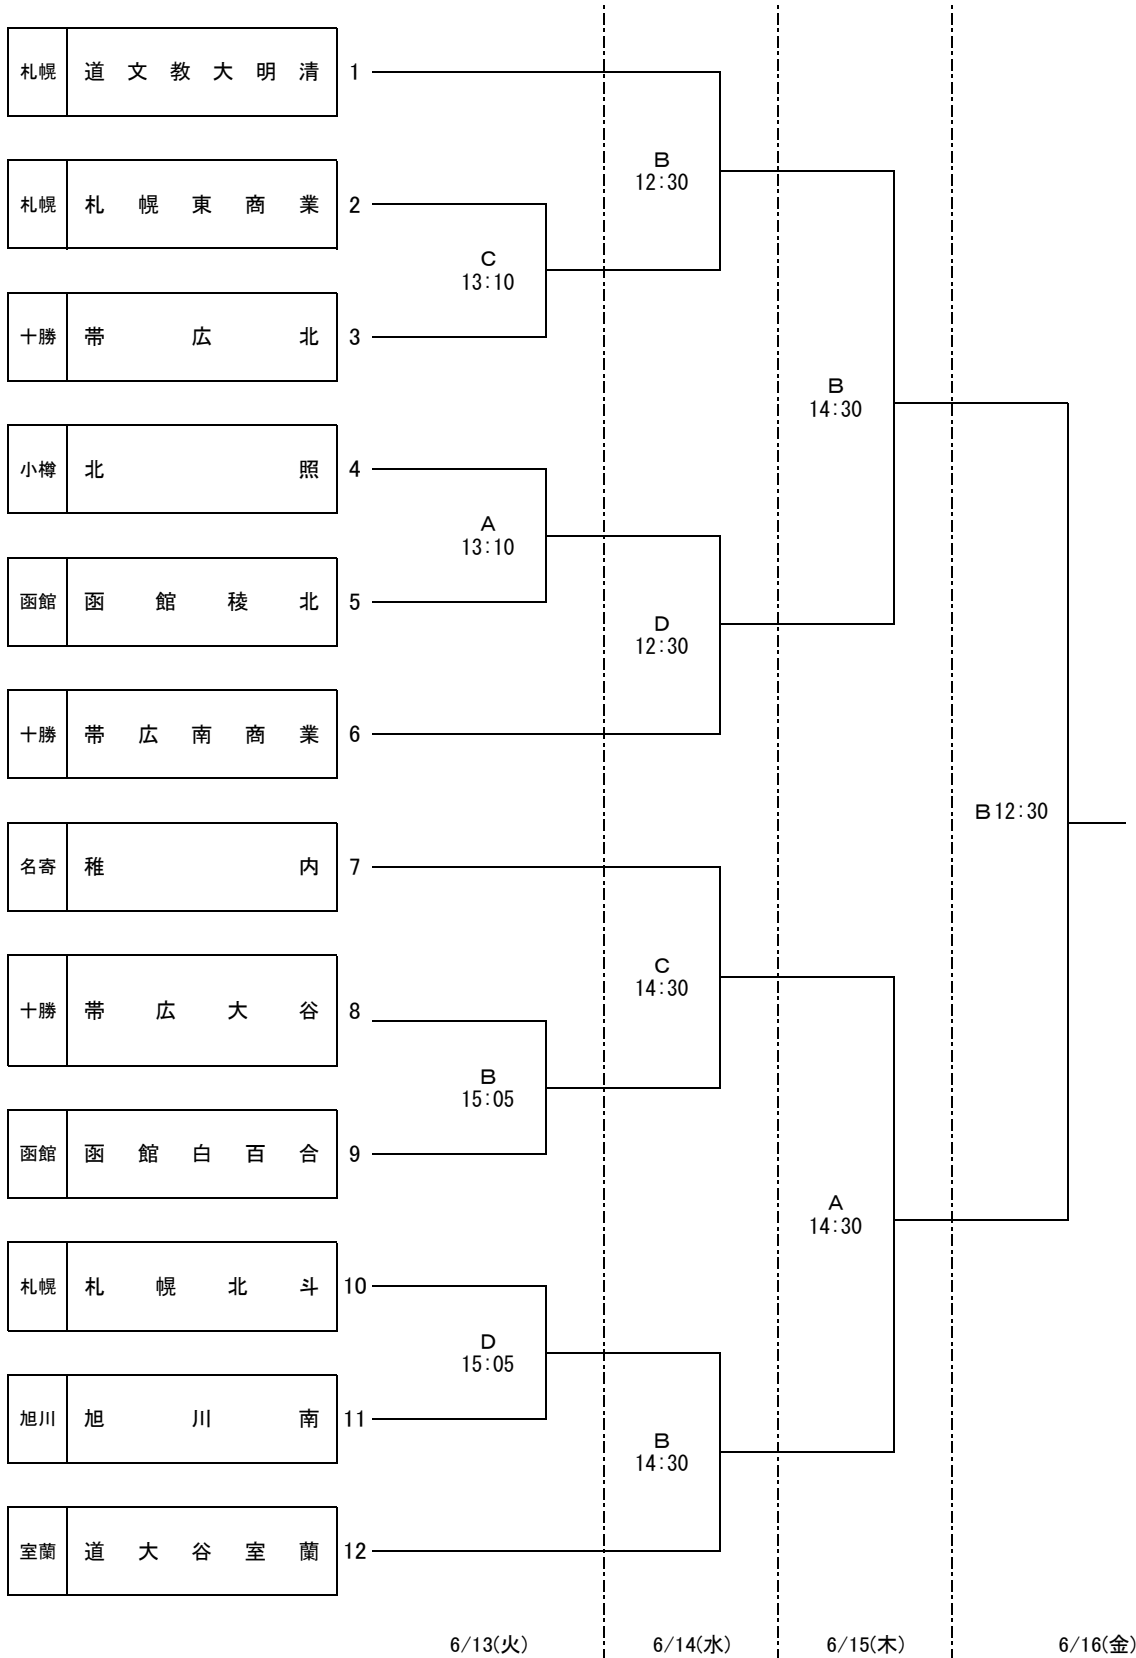 札幌 道文教大明清 1
B
12:30
札幌 札幌東商業 2
C
13:10
十勝 帯広北 3
B
14:30
小樽 北照 4
A
13:10
函館 函館稜北 5
D
12:30
十勝 帯広南商業 6
B 12:30
名寄 稚内 7
C
14:30
十勝 帯広大谷 8
B
15:05
函館 函館白百合 9
A
14:30
札幌 札幌北斗 10
D
15:05
旭川 旭川南 11
B
14:30
室蘭 道大谷室蘭 12
6/13(火) 6/14(水) 6/15(木) 6/16(金)